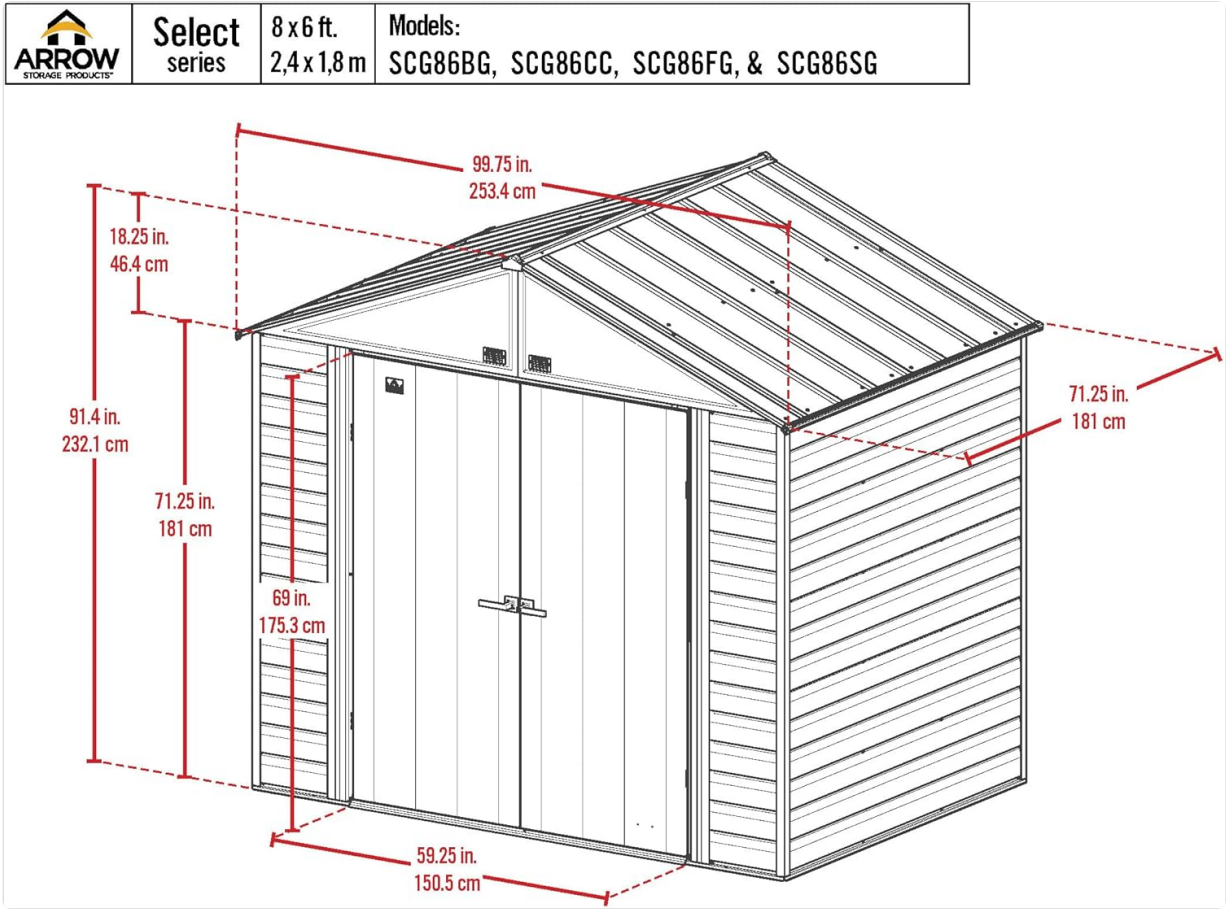 ARROW
STORAGE PRODUCTS™
Select
series
8 x 6 ft.
2,4 x 1,8 m
Models:
SCG86BG, SCG86CC, SCG86FG, & SCG86SG
99.75 in.
253.4 cm
18.25 in.
46.4 cm
71.25 in.
181 cm
91.4 in.
232.1 cm
71.25 in.
181 cm
69 in.
175.3 cm
59.25 in.
150.5 cm